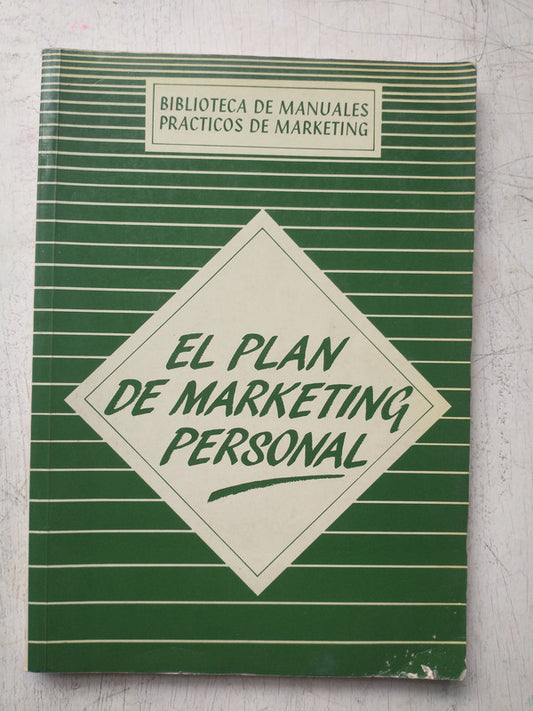 BIBLIOTECA DE MANUALES
PRACTICOS DE MARKETING
EL PLAN
DE MARKETING
PERSONAL